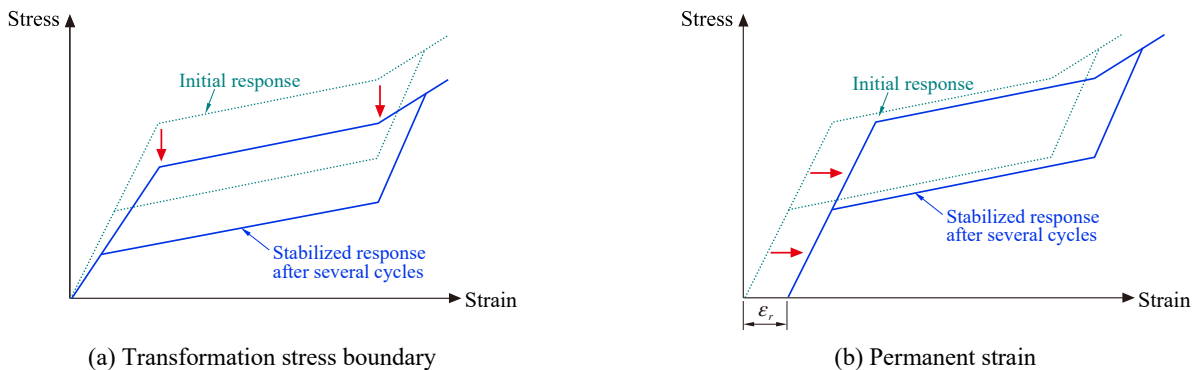 Stress
Initial response
Stabilized response
after several cycles
Strain
(a) Transformation stress boundary
Stress
Initial response
Stabilized response
after several cycles
Strain
εr
(b) Permanent strain